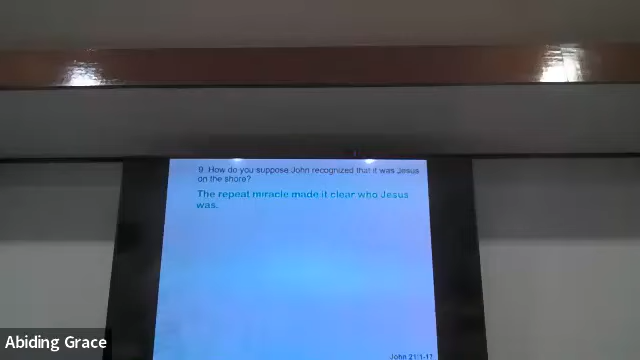 9. How do you suppose John recognized that it was Jesus
on the shore?
The repeat miracle made it clear who Jesus
was.
John 21:1-17
Abiding Grace